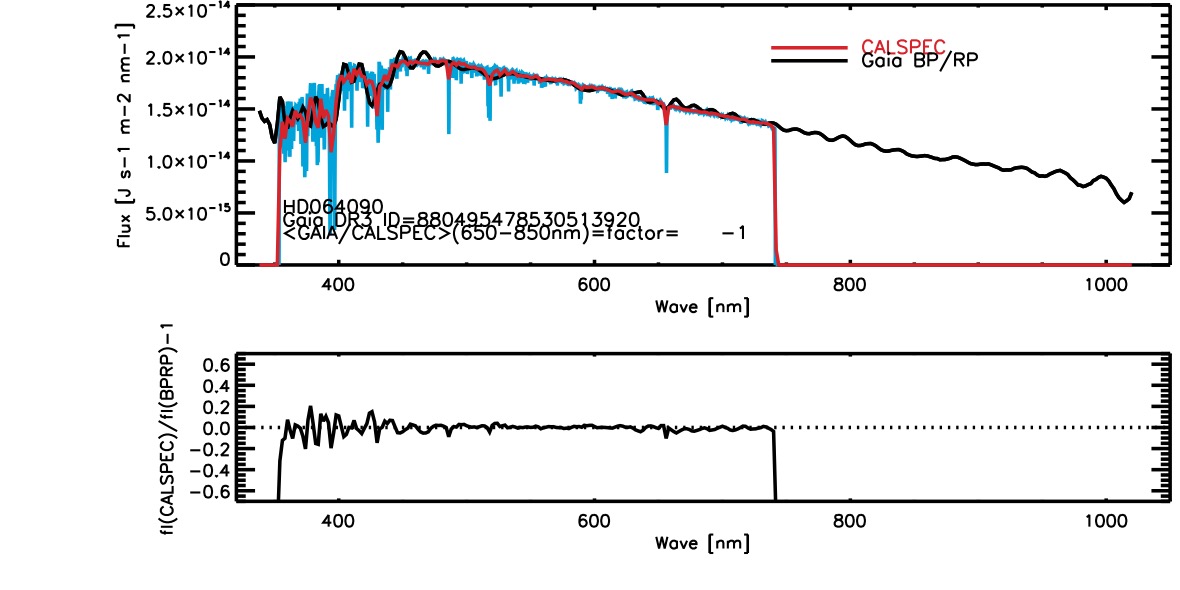 2.5×10−14
CALSPEC
Gaia BP/RP
2.0×10−14
1.5×10−14
1.0×10−14
5.0×10−15
0
Flux [J s−1 m−2 nm−1]
HD064090
Gaia DR3 ID=880495478530513920
<GAIA/CALSPEC>(650−850nm)=factor= −1
400 600 800 1000
Wave [nm]
0.6
0.4
0.2
0.0
−0.2
−0.4
−0.6
fl(CALSPEC)/fl(BPRP)−1
400 600 800 1000
Wave [nm]